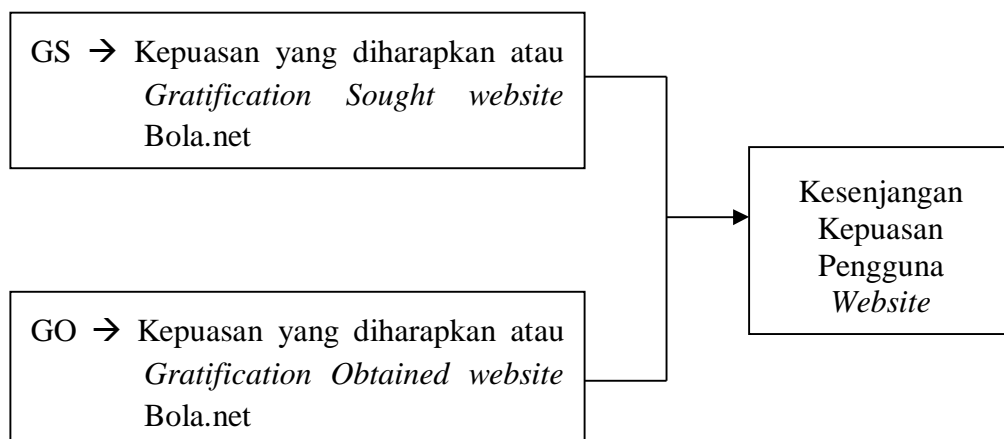 GS → Kepuasan yang diharapkan atau
Gratification Sought website
Bola.net
Kesenjangan
Kepuasan
Pengguna
Website
GO → Kepuasan yang diharapkan atau
Gratification Obtained website
Bola.net